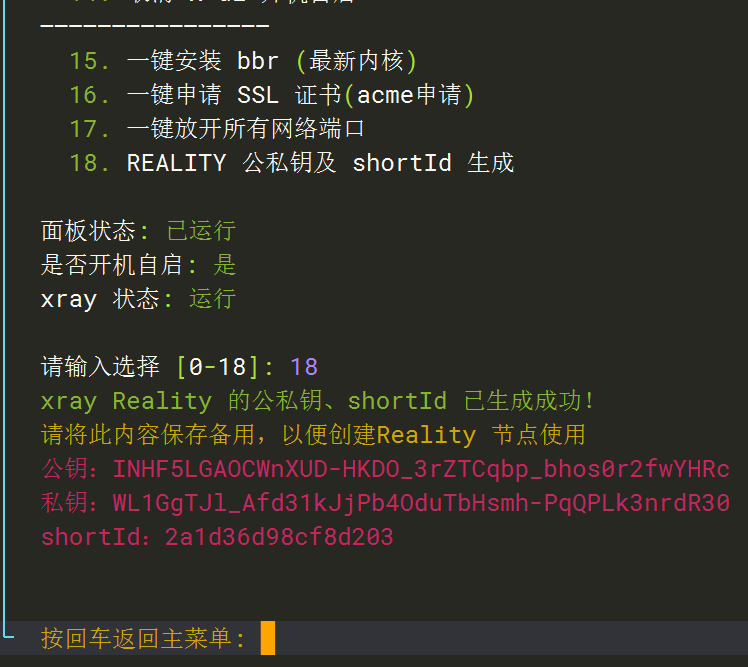 ————————————————
15. 一键安装 bbr (最新内核)
16. 一键申请 SSL 证书(acme申请)
17. 一键放开所有网络端口
18. REALITY 公私钥及 shortId 生成
面板状态: 已运行
是否开机自启: 是
xray 状态: 运行
请输入选择 [0-18]: 18
xray Reality 的公私钥、shortId 已生成成功!
请将此内容保存备用，以便创建Reality 节点使用
公钥: INHF5LGAOCWnXUD-HKDO_3rZTCqbp_bhos0r2fwYHRc
私钥: WL1GgTJl_Afd31kJjPb4OduTbHsmh-PqQPLk3nrdR30
shortId: 2a1d36d98cf8d203
按回车返回主菜单: